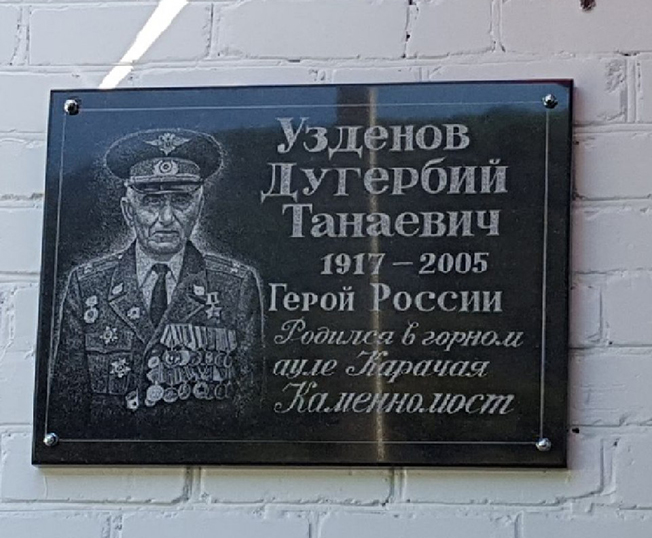 Узденов
Дугербий
Танаевич
1917 – 2005
Герой России
Родился в горном
ауле Карачая
Каменномост